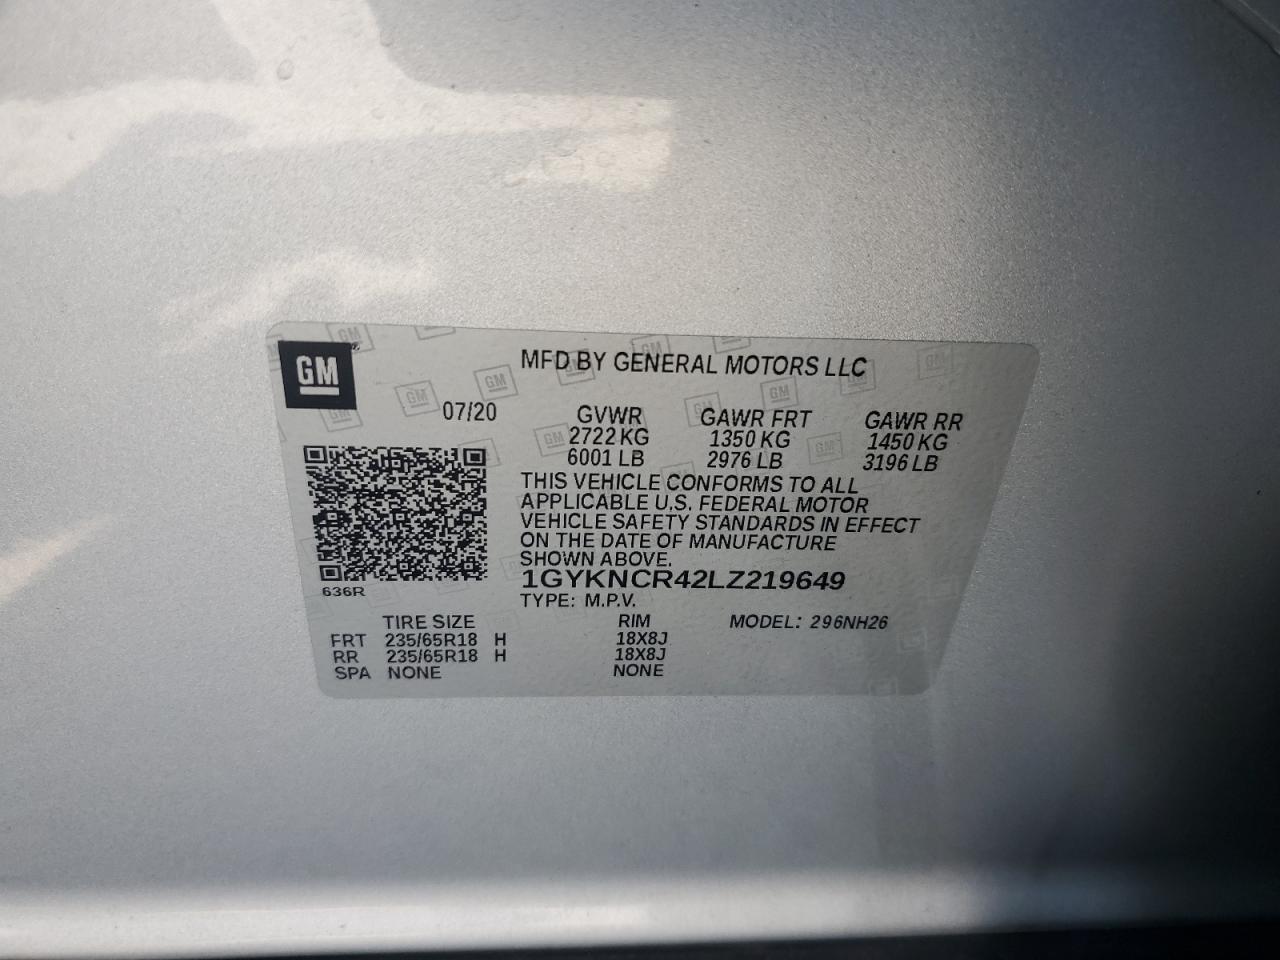 GM
MFD BY GENERAL MOTORS LLC
07/20 GVWR GAWR FRT GAWR RR
2722 KG 1350 KG 1450 KG
6001 LB 2976 LB 3196 LB
THIS VEHICLE CONFORMS TO ALL
APPLICABLE U.S. FEDERAL MOTOR
VEHICLE SAFETY STANDARDS IN EFFECT
ON THE DATE OF MANUFACTURE
SHOWN ABOVE.
1GYKNCR42LZ219649
636R
TYPE: M.P.V.
TIRE SIZE RIM MODEL: 296NH26
FRT 235/65R18 H 18X8J
RR 235/65R18 H 18X8J
SPA NONE NONE